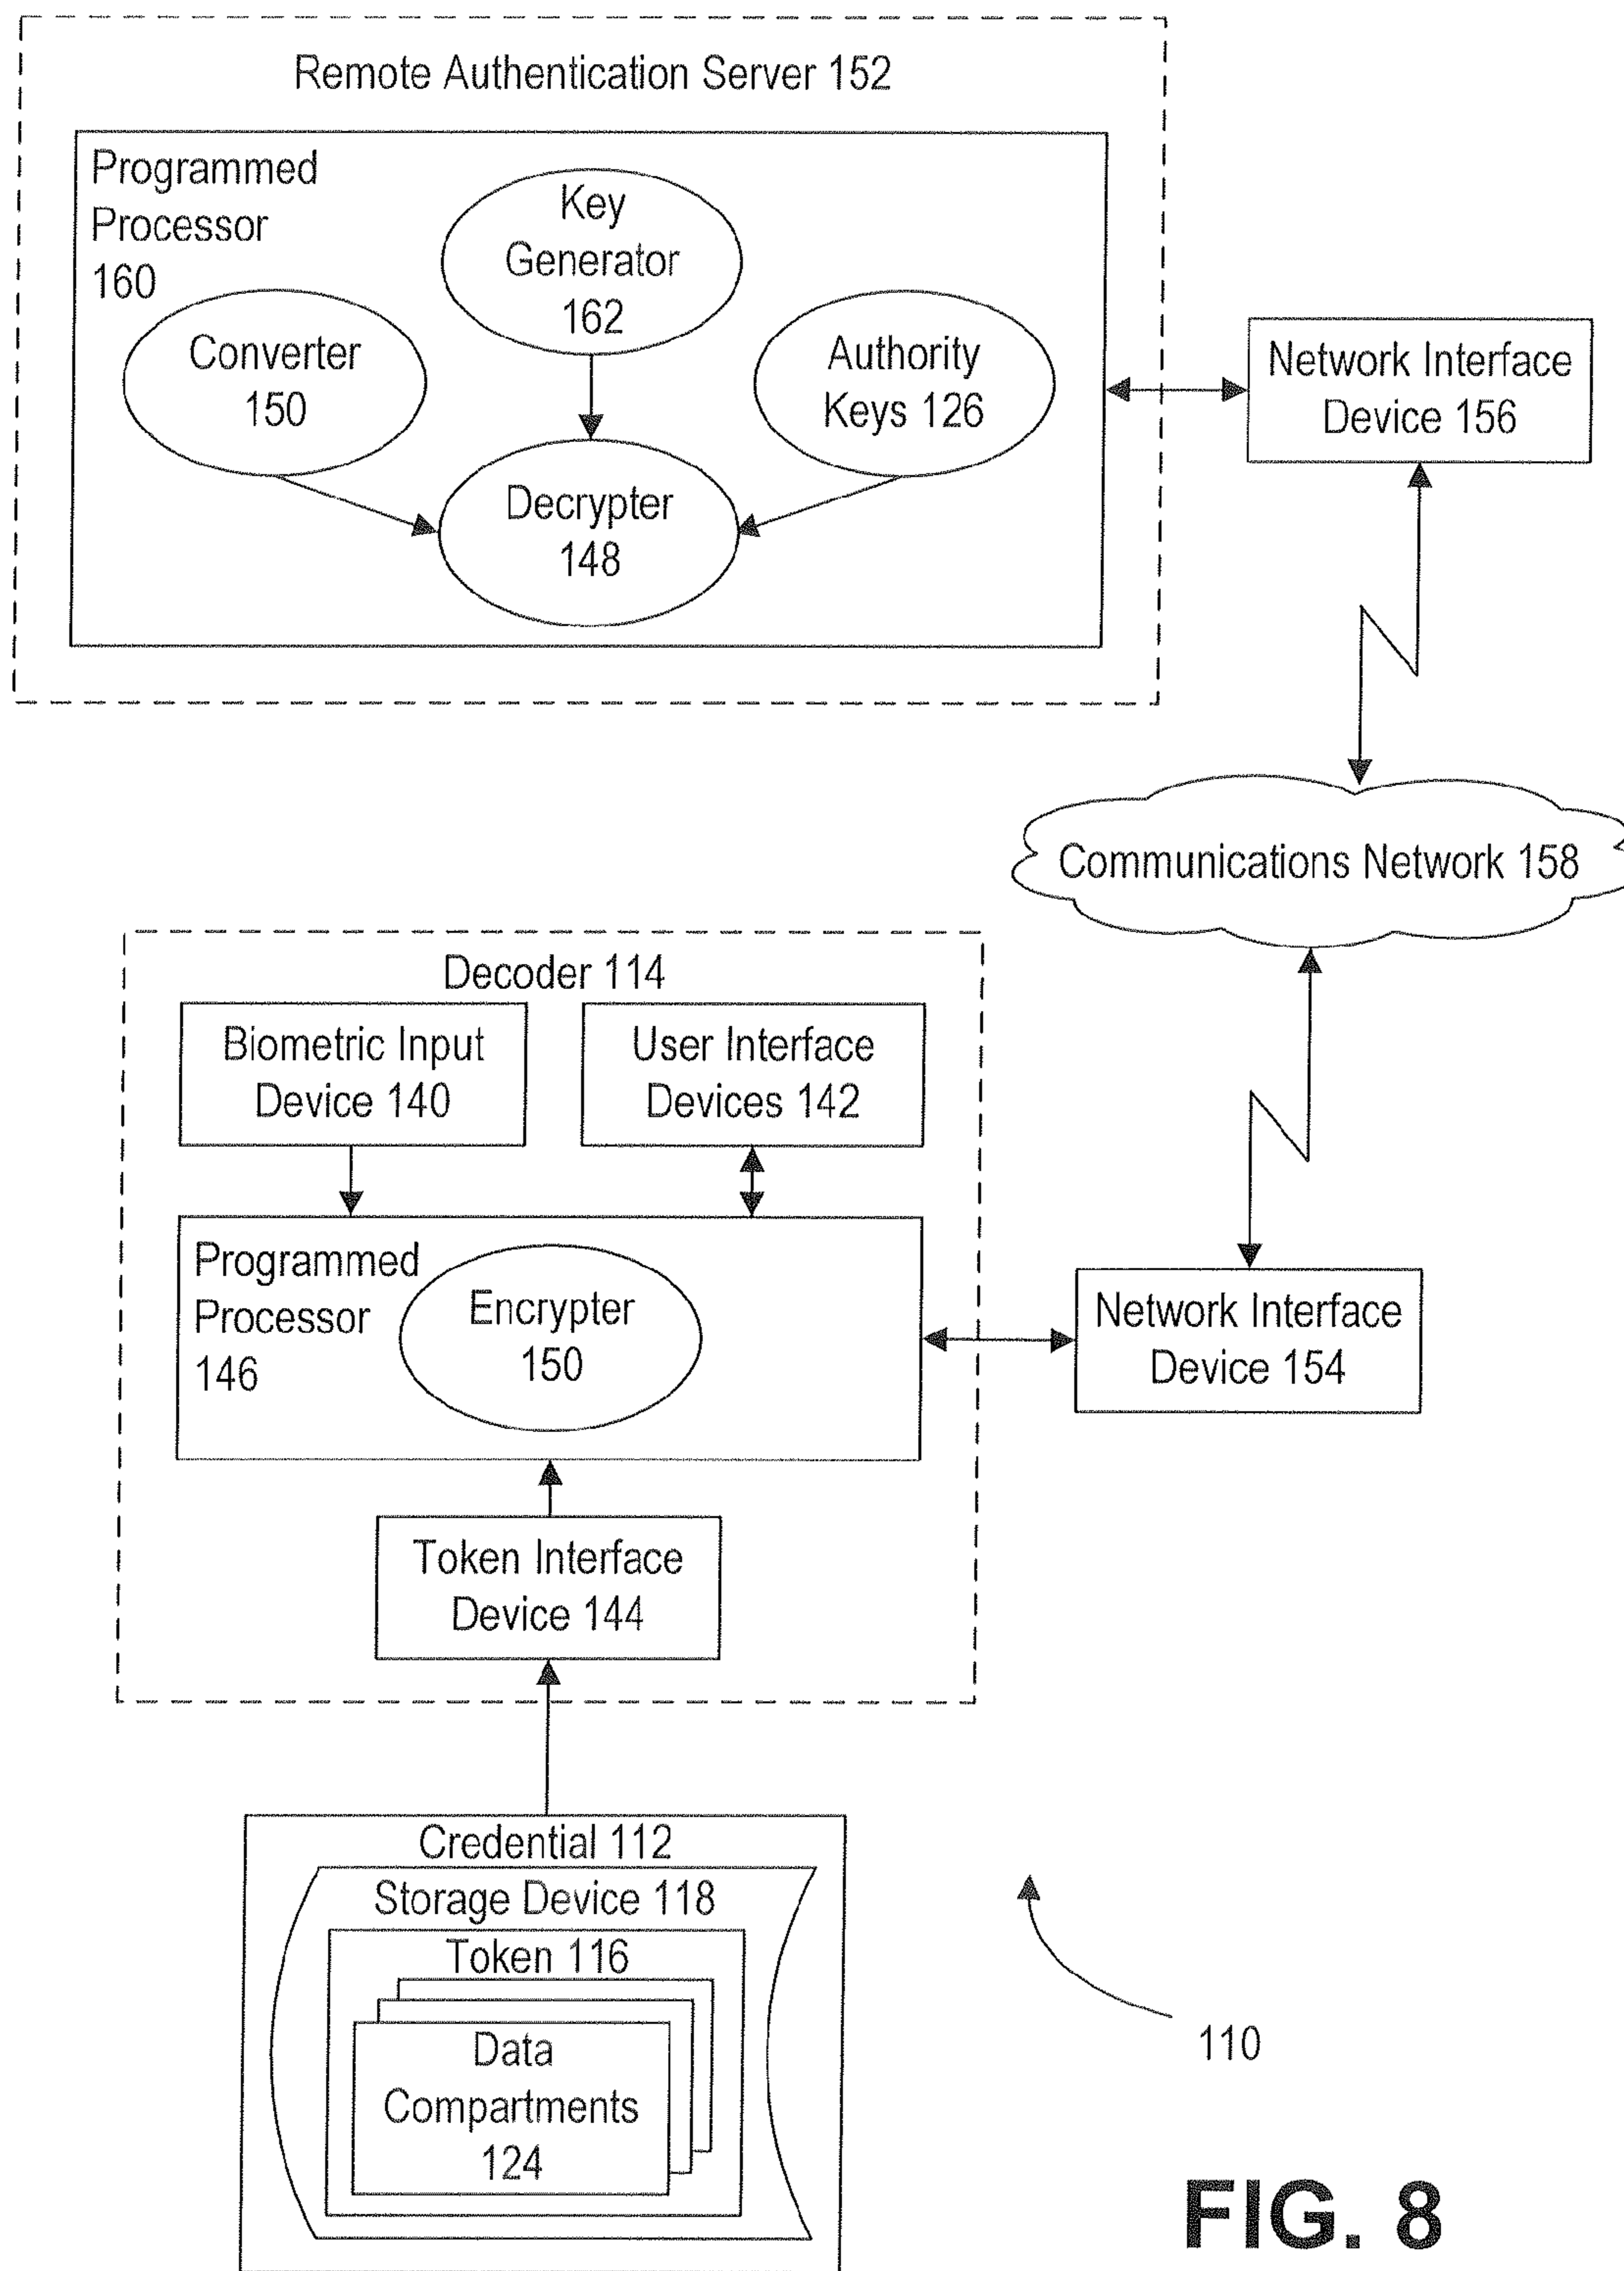 Remote Authentication Server 152
Programmed
Processor
160
Key
Generator
162
Converter
150
Authority
Keys 126
Decrypter
148
Network Interface
Device 156
Communications Network 158
Decoder 114
Biometric Input
Device 140
User Interface
Devices 142
Programmed
Processor
146
Encrypter
150
Network Interface
Device 154
Token Interface
Device 144
Credential 112
Storage Device 118
Token 116
Data
Compartments
124
110
FIG. 8